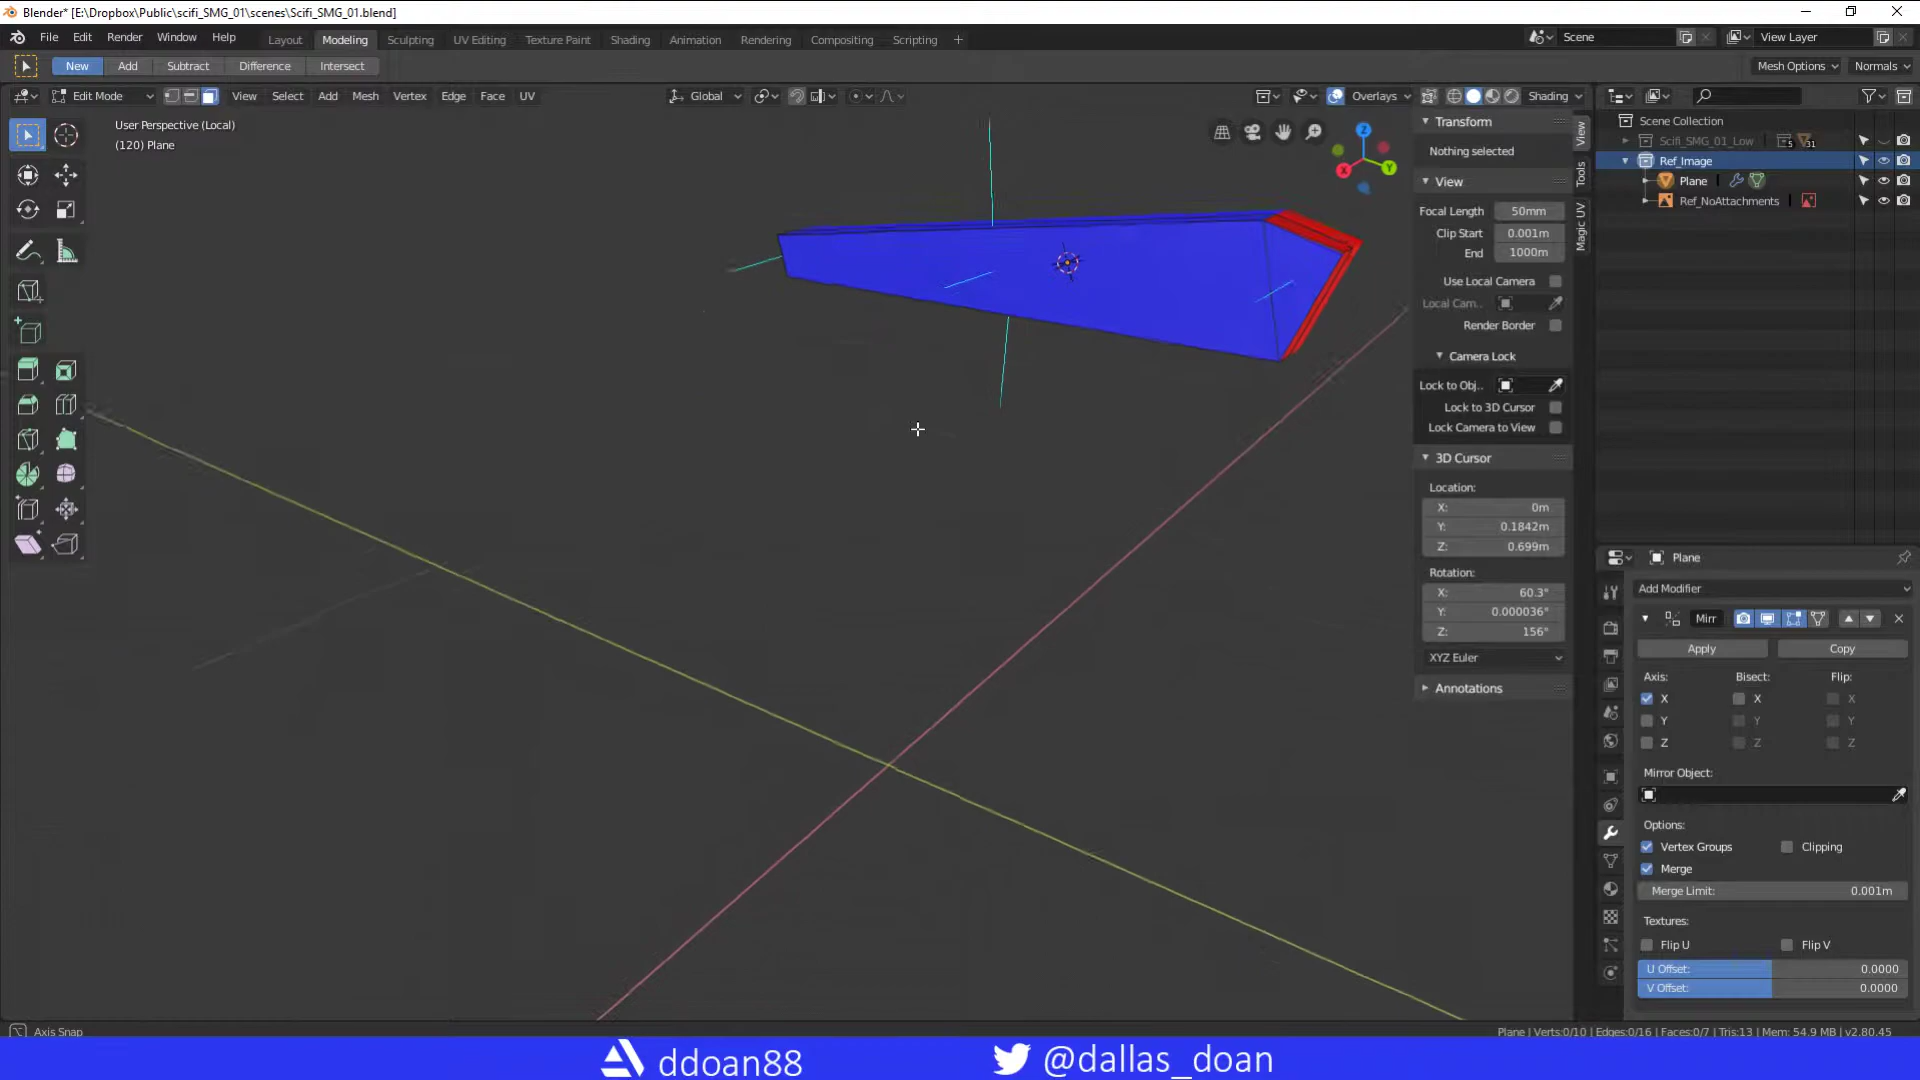 Blender* [E:\Dropbox\Public\scifi_SMG_01\scenes\Scifi_SMG_01.blend]
File Edit Render Window Help Layout Modeling Sculpting UV Editing Texture Paint Shading Animation Rendering Compositing Scripting + Scene View Layer
New Add Subtract Difference Intersect Mesh Options Normals
Edit Mode View Select Add Mesh Vertex Edge Face UV Global Overlays Shading
User Perspective (Local)
(120) Plane
Z
X
Y
Transform
Nothing selected
View
Focal Length 50mm
Clip Start 0.001m
End 1000m
Use Local Camera
Local Cam..
Render Border
Camera Lock
Lock to Obj..
Lock to 3D Cursor
Lock Camera to View
3D Cursor
Location:
X: 0m
Y: 0.1842m
Z: 0.699m
Rotation:
X: 60.3°
Y: 0.000036°
Z: 156°
XYZ Euler
Annotations
View
Tools
Magic UV
Scene Collection
Scifi_SMG_01_Low 5 31
Ref_Image
Plane
Ref_NoAttachments
Plane
Add Modifier
Mirr
Apply Copy
Axis: Bisect: Flip:
X X X
Y Y Y
Z Z Z
Mirror Object:
Options:
Vertex Groups Clipping
Merge
Merge Limit: 0.001m
Textures:
Flip U Flip V
U Offset: 0.0000
V Offset: 0.0000
Axis Snap Plane | Verts:0/10 | Edges:0/16 | Faces:0/7 | Tris:13 | Mem: 54.9 MB | v2.80.45
ddoan88 @dallas_doan